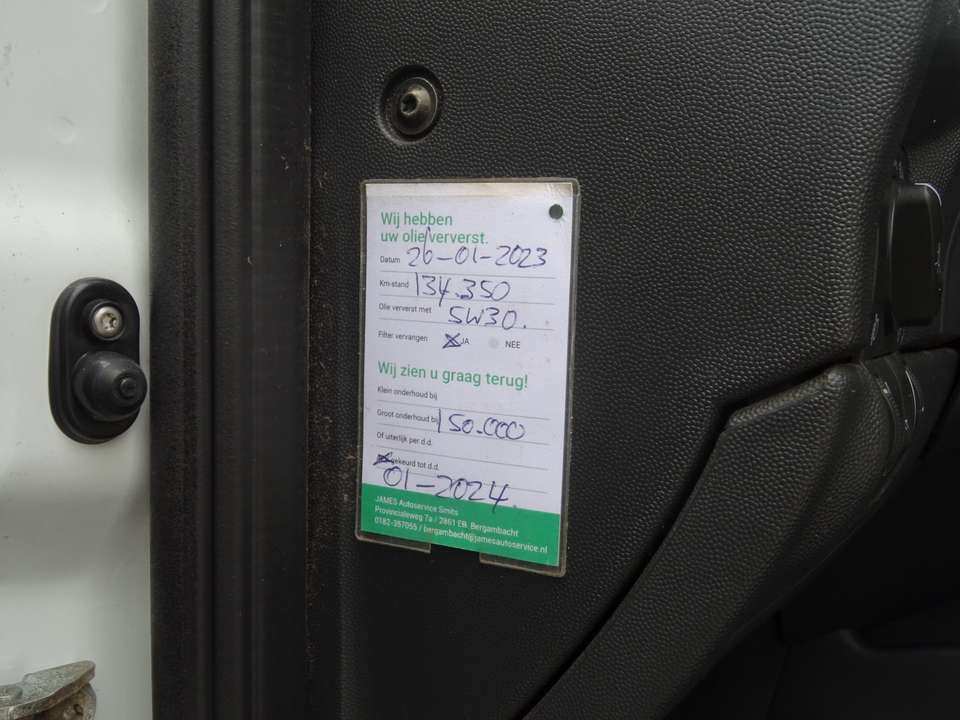 Wij hebben
uw olie ververst.
Datum 26-01-2023
Km-stand 134.350
Olie ververst met 5W30.
Filter vervangen JA NEE
Wij zien u graag terug!
Klein onderhoud bij
Groot onderhoud bij 150.000
Of uiterlijk per d.d.
gekeurd tot d.d.
01-2024.
JAMES Autoservice Smits
Provincialeweg 7a / 2861 EB. Bergambacht
0182-357055 / bergambacht@jamesautoservice.nl